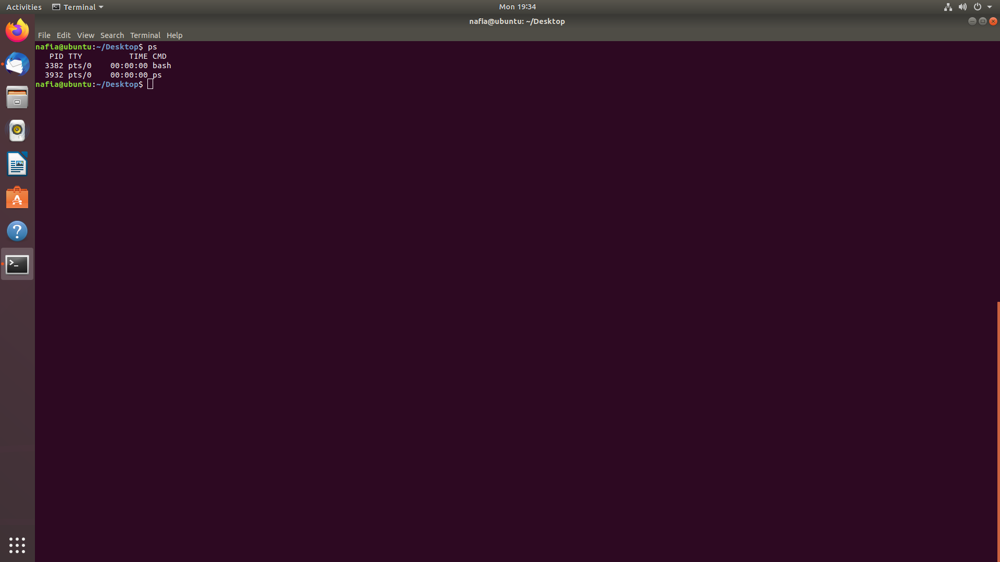 Activities Terminal Mon 19:34
nafia@ubuntu: ~/Desktop
File Edit View Search Terminal Help
nafia@ubuntu:~/Desktop$ ps
   PID TTY          TIME CMD
  3382 pts/0    00:00:00 bash
  3932 pts/0    00:00:00 ps
nafia@ubuntu:~/Desktop$